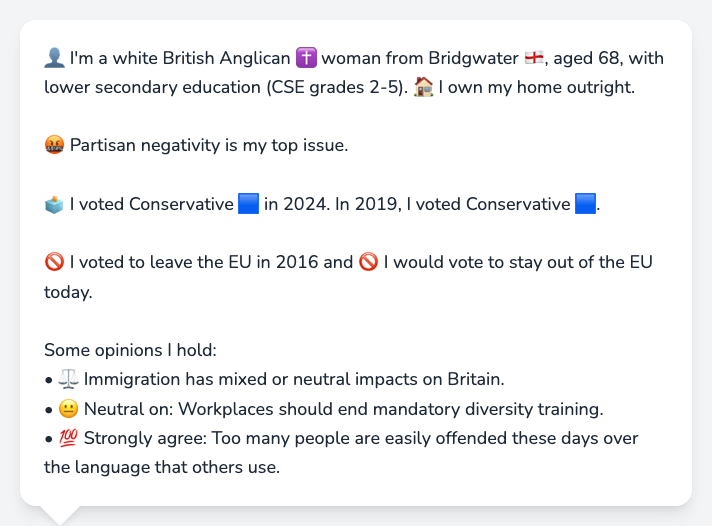 👤 I'm a white British Anglican ✝️ woman from Bridgwater 🏴󠁧󠁢󠁥󠁮󠁧󠁿, aged 68, with
lower secondary education (CSE grades 2-5). 🏠 I own my home outright.
🤬 Partisan negativity is my top issue.
🗳️ I voted Conservative 🟦 in 2024. In 2019, I voted Conservative 🟦.
🚫 I voted to leave the EU in 2016 and 🚫 I would vote to stay out of the EU
today.
Some opinions I hold:
• ⚖️ Immigration has mixed or neutral impacts on Britain.
• 😐 Neutral on: Workplaces should end mandatory diversity training.
• 💯 Strongly agree: Too many people are easily offended these days over
the language that others use.